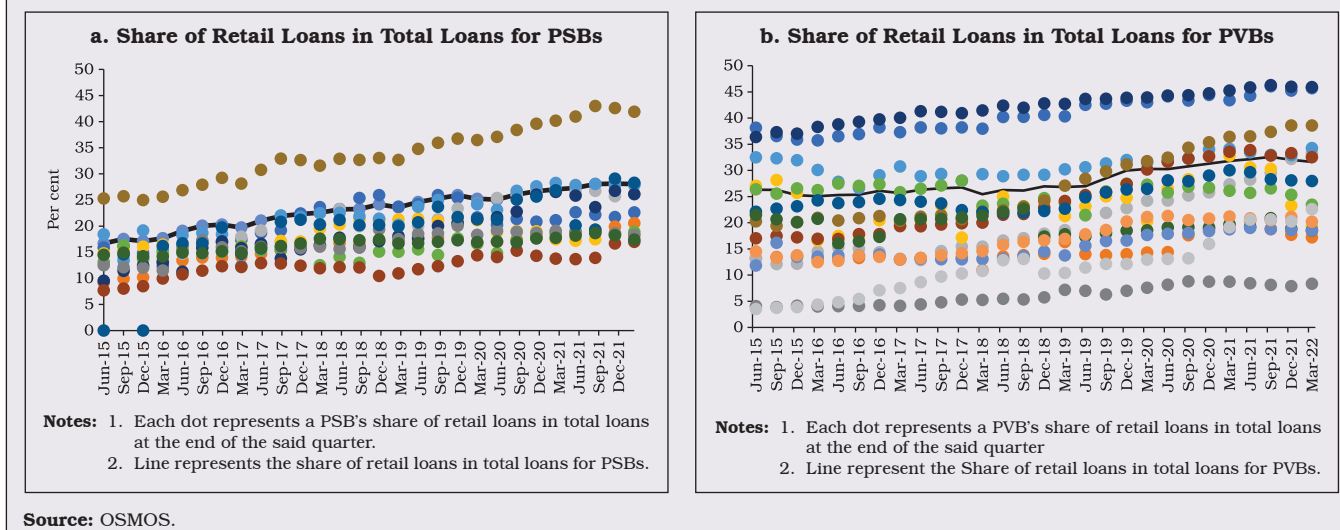 a. Share of Retail Loans in Total Loans for PSBs
Per cent
50
45
40
35
30
25
20
15
10
5
0
Jun-15
Sep-15
Dec-15
Mar-16
Jun-16
Sep-16
Dec-16
Mar-17
Jun-17
Sep-17
Dec-17
Mar-18
Jun-18
Sep-18
Dec-18
Mar-19
Jun-19
Sep-19
Dec-19
Mar-20
Jun-20
Sep-20
Dec-20
Mar-21
Jun-21
Sep-21
Dec-21
Notes: 1. Each dot represents a PSB's share of retail loans in total loans
at the end of the said quarter.
2. Line represents the share of retail loans in total loans for PSBs.
b. Share of Retail Loans in Total Loans for PVBs
50
45
40
35
30
25
20
15
10
5
0
Jun-15
Sep-15
Dec-15
Mar-16
Jun-16
Sep-16
Dec-16
Mar-17
Jun-17
Sep-17
Dec-17
Mar-18
Jun-18
Sep-18
Dec-18
Mar-19
Jun-19
Sep-19
Dec-19
Mar-20
Jun-20
Sep-20
Dec-20
Mar-21
Jun-21
Sep-21
Dec-21
Mar-22
Notes: 1. Each dot represents a PVB's share of retail loans in total loans
at the end of the said quarter
2. Line represent the Share of retail loans in total loans for PVBs.
Source: OSMOS.